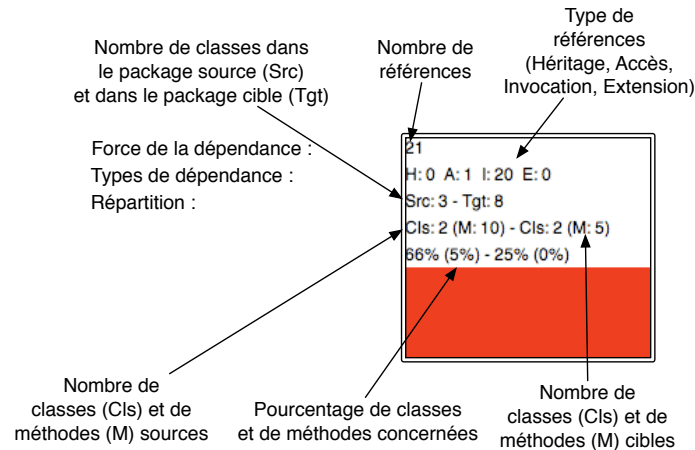 Nombre de classes dans
le package source (Src)
et dans le package cible (Tgt)
Nombre de
références
Type de
références
(Héritage, Accès,
Invocation, Extension)
Force de la dépendance :
Types de dépendance :
Répartition :
21
H: 0 A: 1 I: 20 E: 0
Src: 3 - Tgt: 8
Cls: 2 (M: 10) - Cls: 2 (M: 5)
66% (5%) - 25% (0%)
Nombre de
classes (Cls) et de
méthodes (M) sources
Pourcentage de classes
et de méthodes concernées
Nombre de
classes (Cls) et de
méthodes (M) cibles